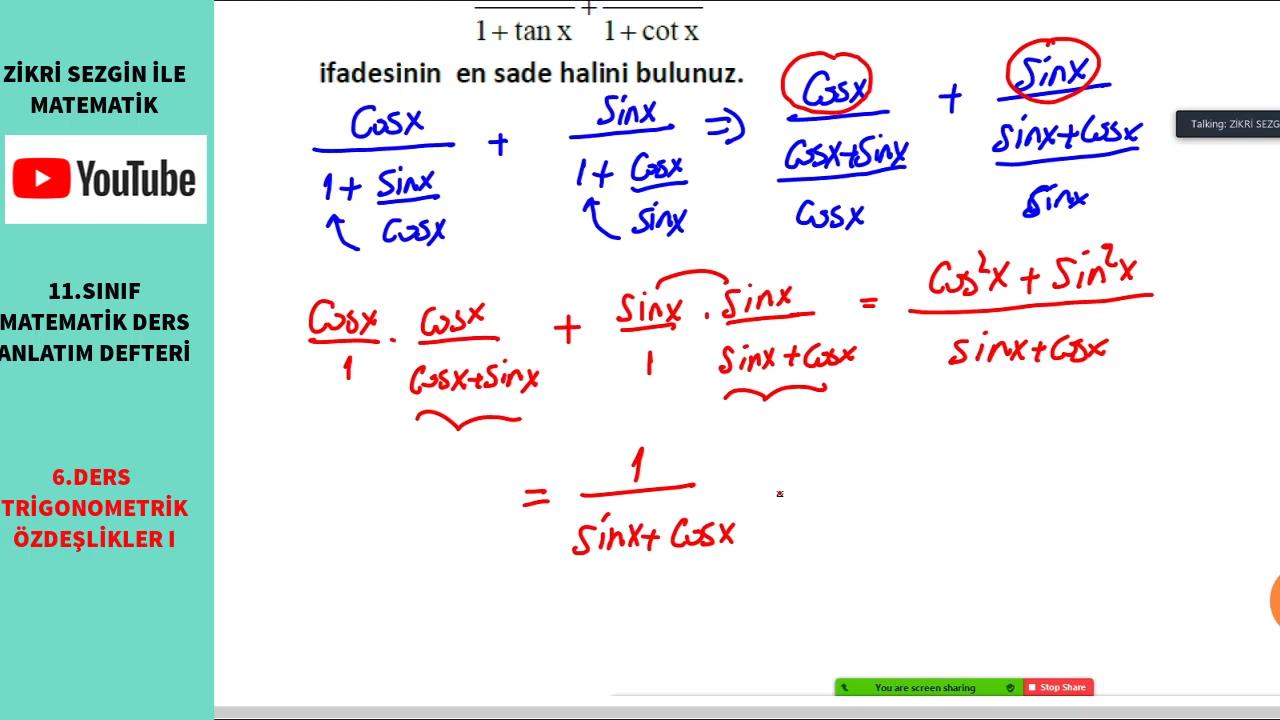 ZİKRİ SEZGİN İLE
MATEMATİK
YouTube
11.SINIF
MATEMATİK DERS
ANLATIM DEFTERİ
6.DERS
TRİGONOMETRİK
ÖZDEŞLİKLER I
+
1 + tan x 1 + cot x
ifadesinin en sade halini bulunuz.
Cosx + Sinx ⇒ Cosx + Sinx
1 + Sinx 1 + Cosx Cosx+Sinx Sinx+Cosx
Cosx Sinx Cosx Sinx
Talking: ZİKRİ SEZG
Cosx . Cosx + Sinx . Sinx = Cos²x + Sin²x
1 Cosx+Sinx 1 Sinx+Cosx Sinx+Cosx
= 1
Sinx+ Cosx
You are screen sharing
Stop Share